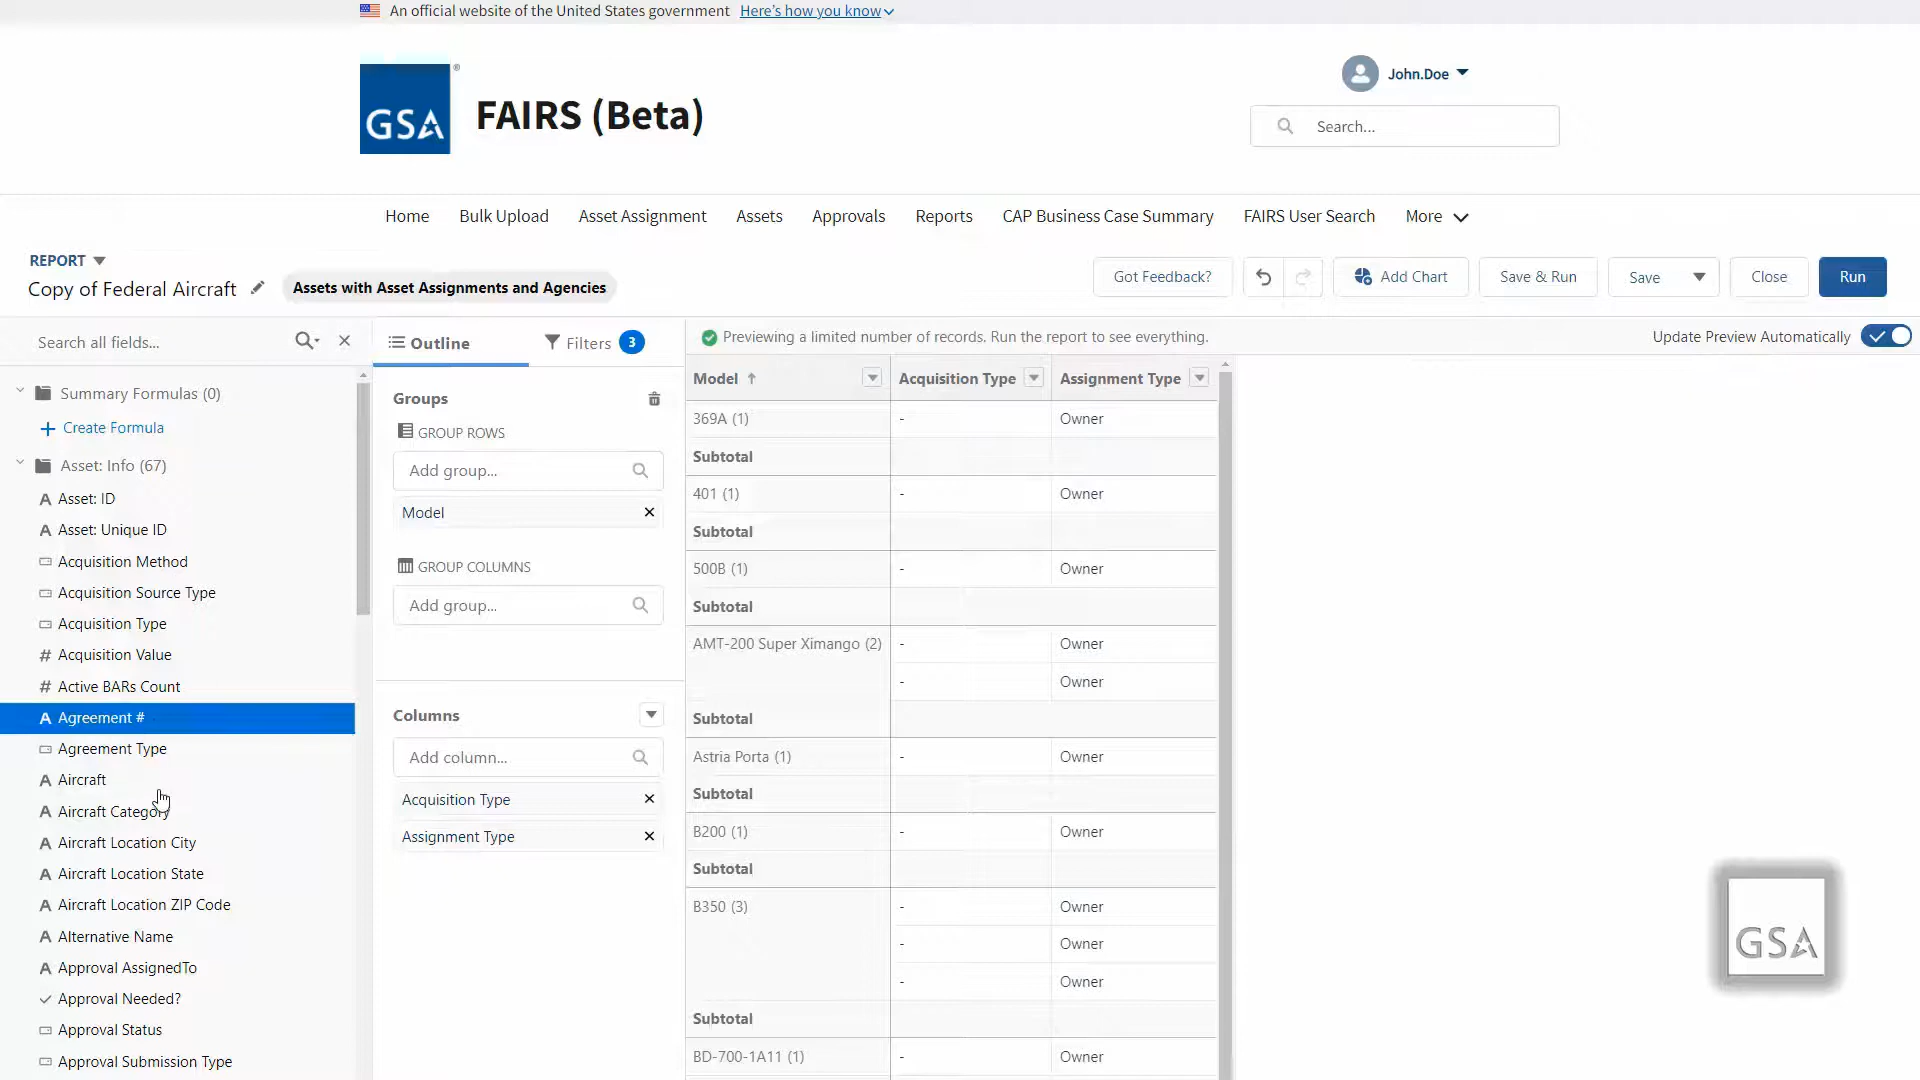 An official website of the United States government Here's how you know
GSA
®
FAIRS (Beta)
John.Doe
Search...
Home Bulk Upload Asset Assignment Assets Approvals Reports CAP Business Case Summary FAIRS User Search More
REPORT
Copy of Federal Aircraft
Assets with Asset Assignments and Agencies
Got Feedback? Add Chart Save & Run Save Close Run
Search all fields...
Summary Formulas (0)
Create Formula
Asset: Info (67)
Asset: ID
Asset: Unique ID
Acquisition Method
Acquisition Source Type
Acquisition Type
# Acquisition Value
# Active BARs Count
Agreement #
Agreement Type
Aircraft
Aircraft Category
Aircraft Location City
Aircraft Location State
Aircraft Location ZIP Code
Alternative Name
Approval AssignedTo
Approval Needed?
Approval Status
Approval Submission Type
Outline Filters 3
Groups
GROUP ROWS
Add group...
Model
GROUP COLUMNS
Add group...
Columns
Add column...
Acquisition Type
Assignment Type
Previewing a limited number of records. Run the report to see everything.
Update Preview Automatically
Model Acquisition Type Assignment Type
369A (1) - Owner
Subtotal
401 (1) - Owner
Subtotal
500B (1) - Owner
Subtotal
AMT-200 Super Ximango (2) - Owner
- Owner
Subtotal
Astria Porta (1) - Owner
Subtotal
B200 (1) - Owner
Subtotal
B350 (3) - Owner
- Owner
- Owner
Subtotal
BD-700-1A11 (1) - Owner
GSA